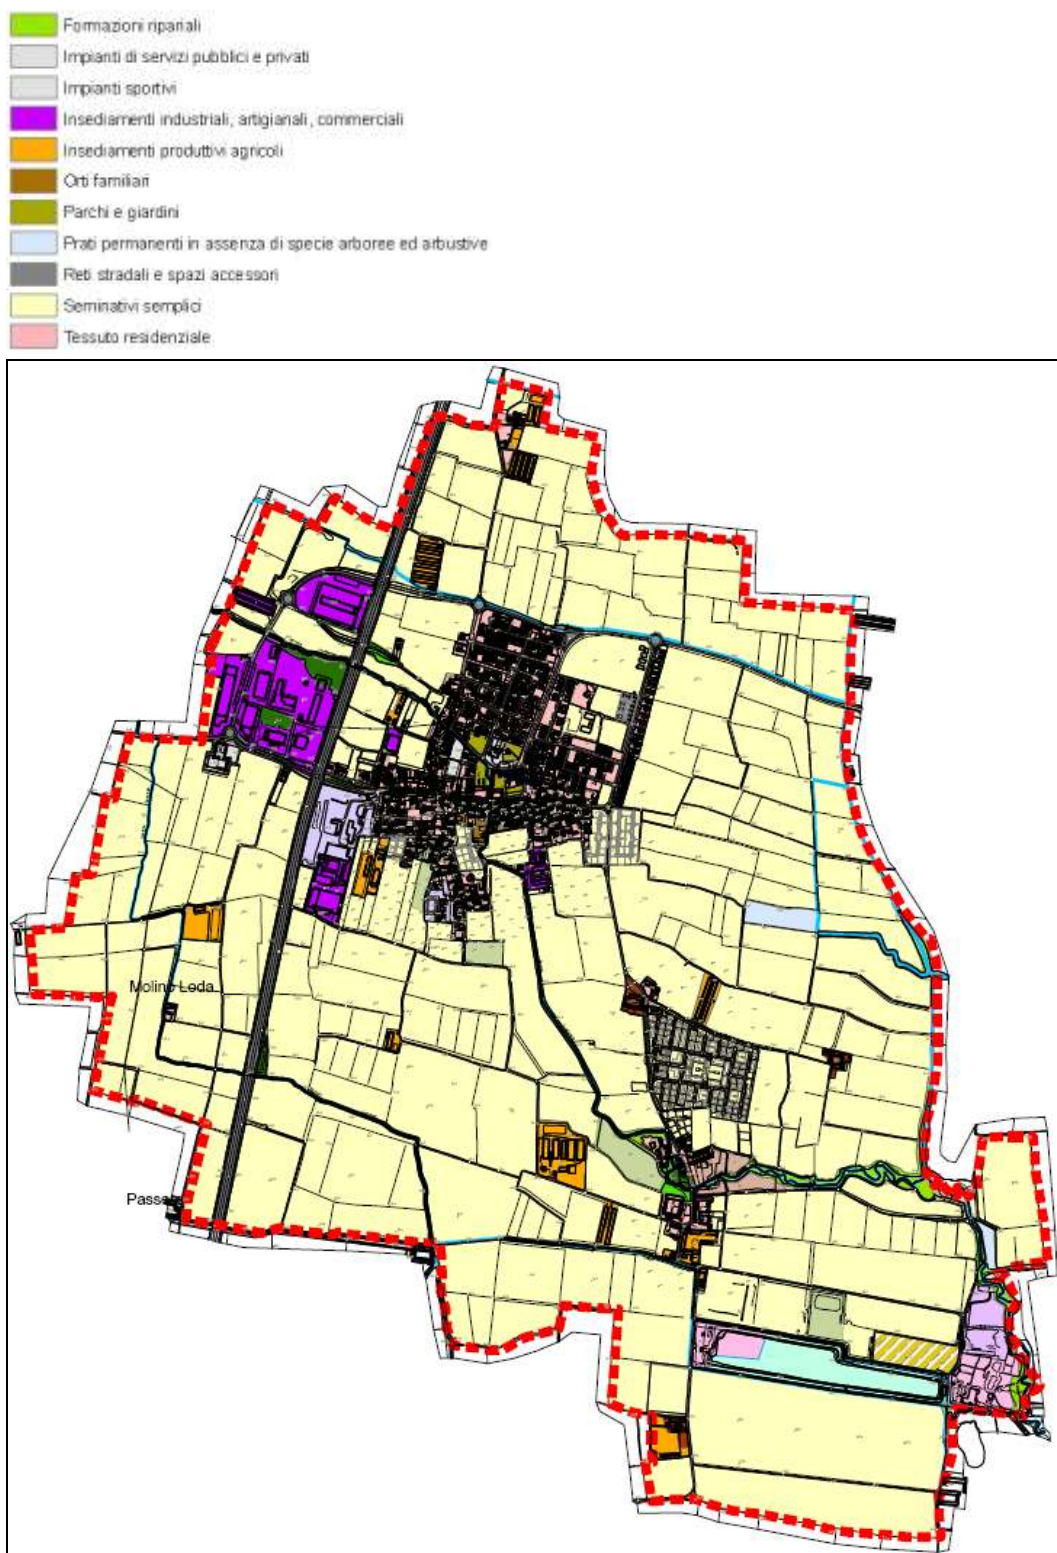 Formazioni ripariali
Impianti di servizi pubblici e privati
Impianti sportivi
Insediamenti industriali, artigianali, commerciali
Insediamenti produttivi agricoli
Orti familiari
Parchi e giardini
Prati permanenti in assenza di specie arboree ed arbustive
Reti stradali e spazi accessori
Seminativi semplici
Tessuto residenziale
Molino Leda